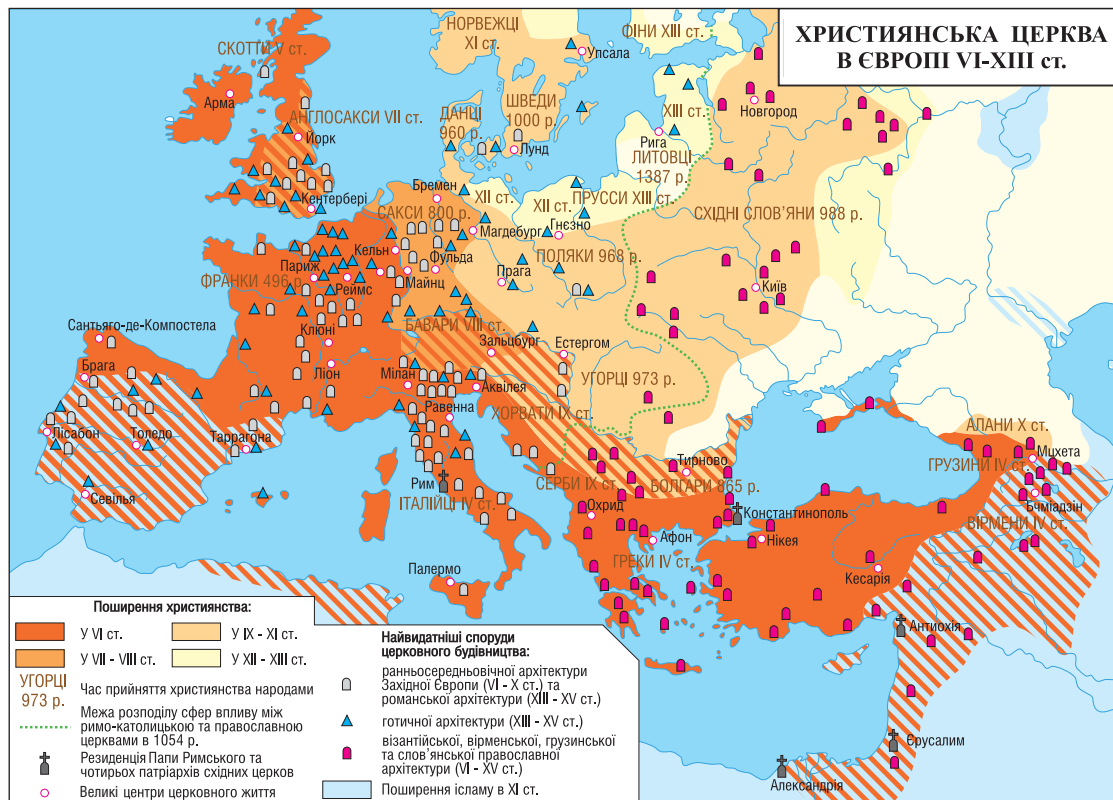 ХРИСТИЯНСЬКА ЦЕРКВА
В ЄВРОПІ VI-XIII ст.
НОРВЕЖЦІ
XI ст.
ФІНИ XIII ст.
СКОТТИ V ст.
Упсала
Арма
АНГЛОСАКСИ VII ст.
Йорк
ДАНЦІ
960 р.
ШВЕДИ
1000 р.
Лунд
XIII ст.
Рига
Новгород
ЛИТОВЦІ
1387 р.
Кентербері
Бремен
XII ст.
ПРУССИ XIII ст.
САКСИ 800 р.
Магдебург
XII ст.
Гнєзно
СХІДНІ СЛОВ’ЯНИ 988 р.
Кельн
Фульда
ПОЛЯКИ 968 р.
Париж
ФРАНКИ 496 р.
Реймс
Майнц
Прага
Київ
Сантьяго-де-Компостела
Клюні
БАВАРИ VIII ст.
Зальцбург
Естергом
Брага
Ліон
Мілан
Аквілея
УГОРЦІ 973 р.
Равенна
ХОРВАТИ IX ст.
Лісабон
Толедо
Таррагона
АЛАНИ X ст.
Мцхета
ГРУЗИНИ IV ст.
Севілья
Рим
ІТАЛІЙЦІ IV ст.
СЕРБИ IX ст.
Тирново
БОЛГАРИ 865 р.
Бчміадзін
Охрид
Константинополь
ВІРМЕНИ IV ст.
Афон
Нікея
ГРЕКИ IV ст.
Палермо
Кесарія
Антиохія
Єрусалим
Александрія
Поширення християнства:
У VI ст.
У IX - XI ст.
У VII - VIII ст.
У XII - XIII ст.
УГОРЦІ
973 р.
Час прийняття християнства народами
Межа розподілу сфер впливу між
римо-католицькою та православною
церквами в 1054 р.
Резиденція Папи Римського та
чотирьох патріархів східних церков
Великі центри церковного життя
Найвидатніші споруди
церковного будівництва:
ранньосередньовічної архітектури
Західної Європи (VI - X ст.) та
романської архітектури (XIII - XV ст.)
готичної архітектури (XIII - XV ст.)
візантійської, вірменської, грузинської
та слов’янської православної
архітектури (VI - XV ст.)
Поширення ісламу в XI ст.